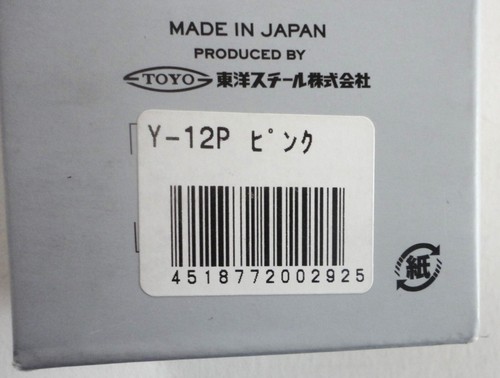 MADE IN JAPAN
PRODUCED BY
TOYO 東洋スチール株式会社
Y-12P ピンク
4518772002925
紙